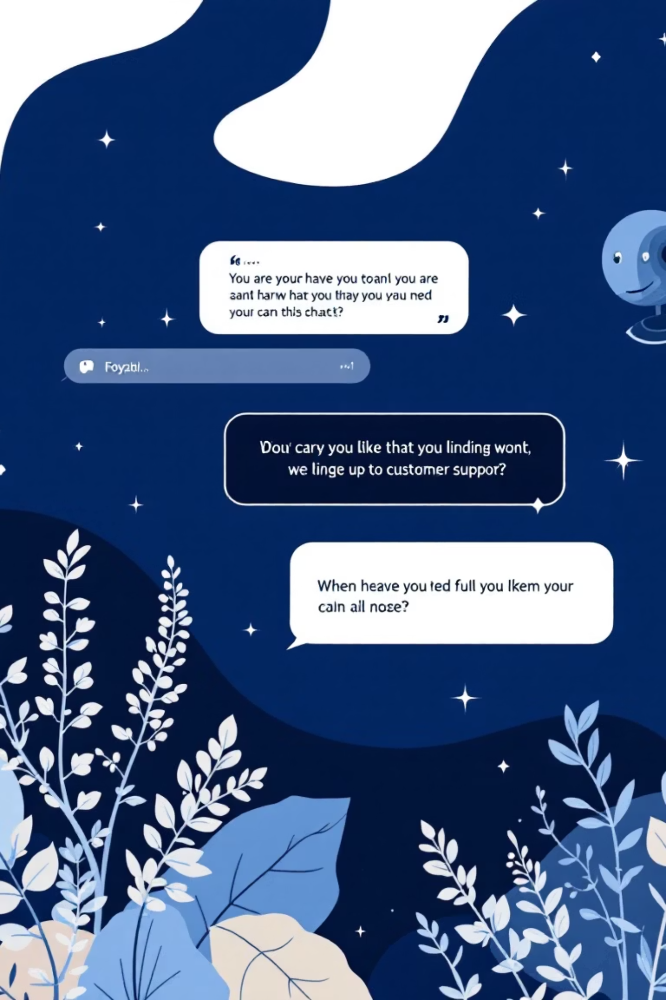 You are your have you toanl you are
aant harw hat you thay you yau ned
your can this chact?
Foyzbl...
'Dou' cary you like that you linding wont,
we linge up to customer suppor?
When heave you ted full you lkem your
caln all nose?